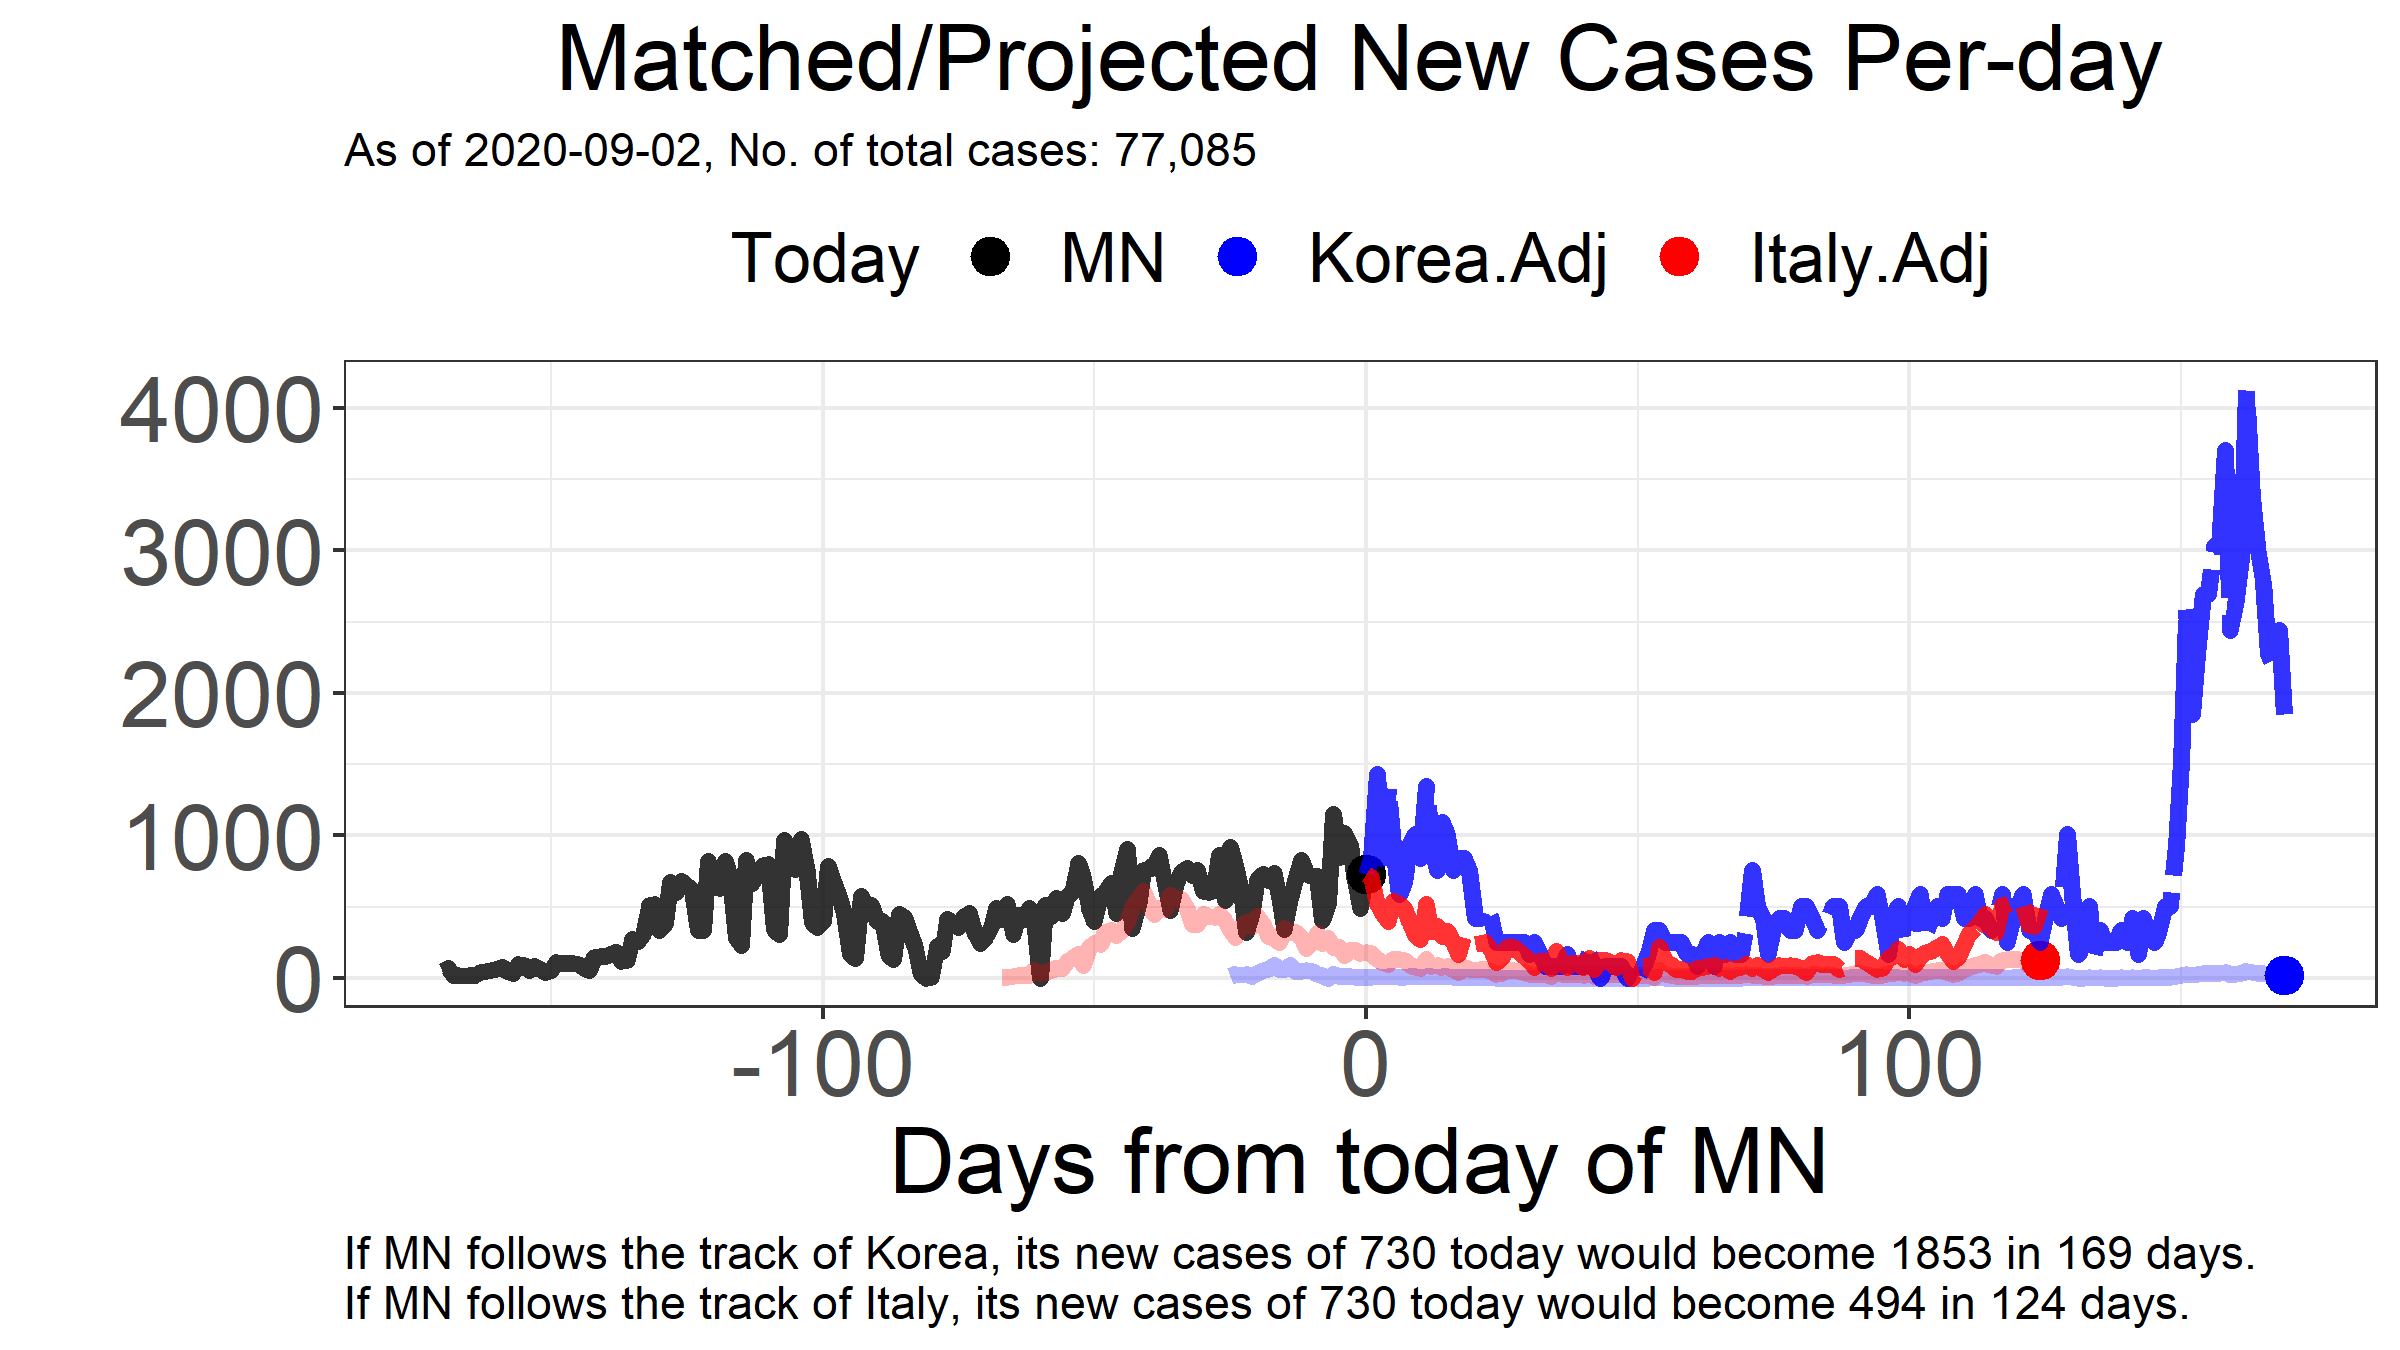 Matched/Projected New Cases Per-day
As of 2020-09-02, No. of total cases: 77,085
Today MN Korea.Adj Italy.Adj
4000
3000
2000
1000
0
-100 0 100
Days from today of MN
If MN follows the track of Korea, its new cases of 730 today would become 1853 in 169 days.
If MN follows the track of Italy, its new cases of 730 today would become 494 in 124 days.